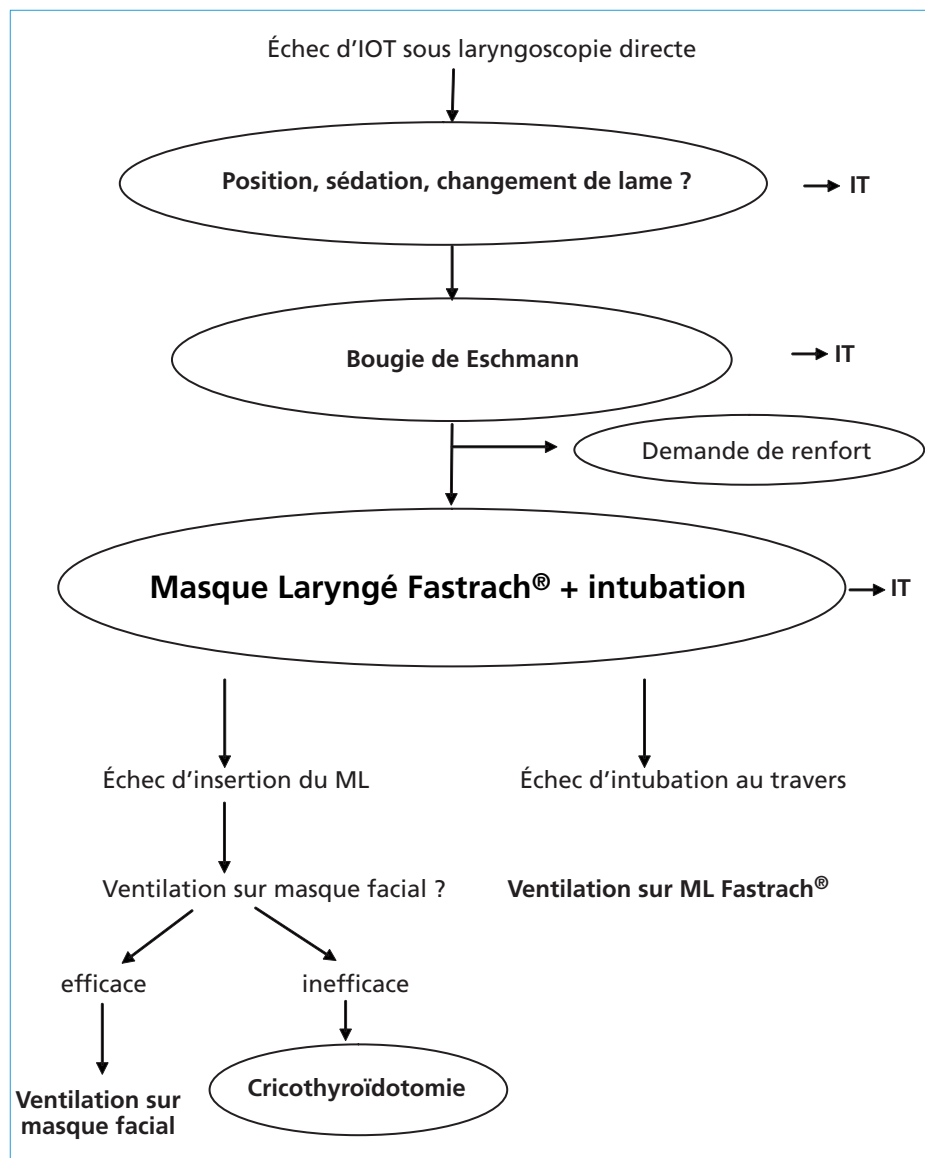 Échec d’IOT sous laryngoscopie directe
Position, sédation, changement de lame ?
IT
Bougie de Eschmann
IT
Demande de renfort
Masque Laryngé Fastrach® + intubation
IT
Échec d’insertion du ML
Échec d’intubation au travers
Ventilation sur masque facial ?
Ventilation sur ML Fastrach®
efficace
inefficace
Cricothyroïdotomie
Ventilation sur
masque facial